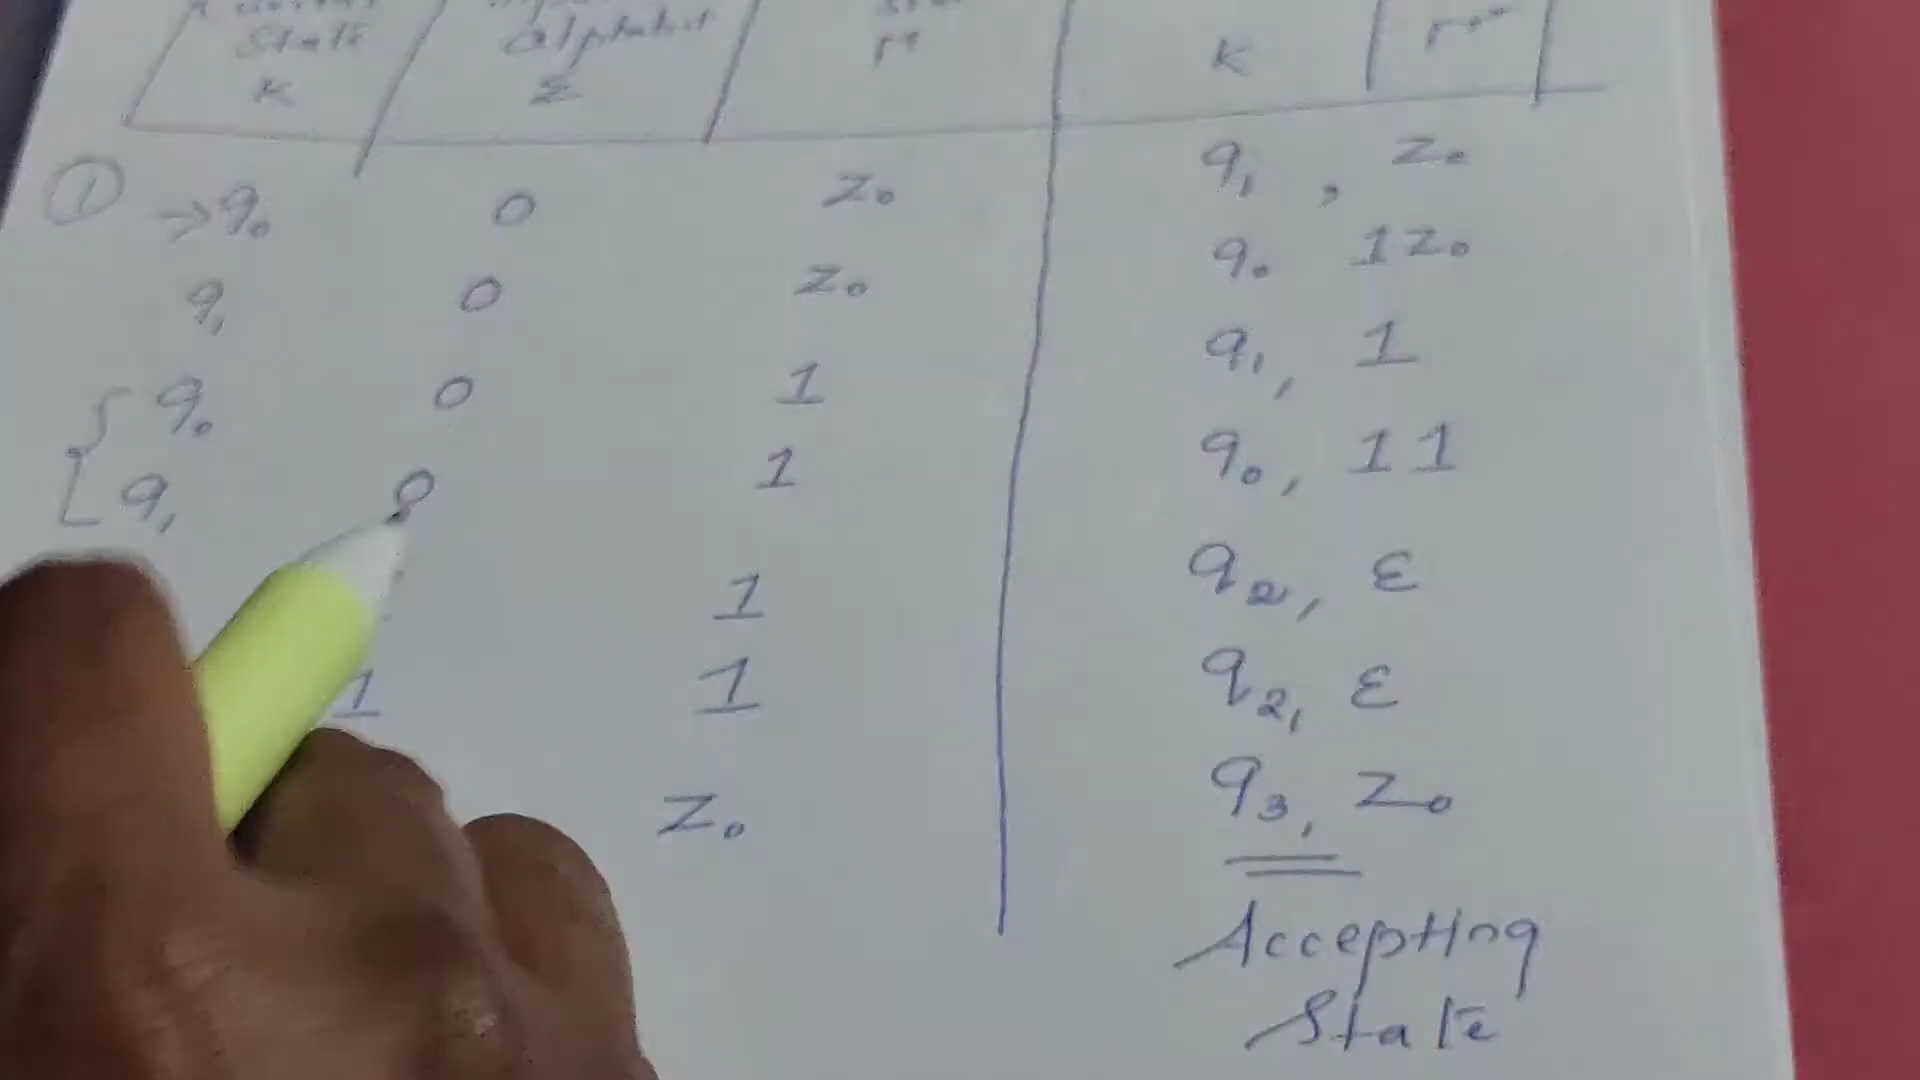 State alphabet
K Σ Γ K Γ*
① →q₀ 0 Z₀ q₁ , Z₀
q₁ 0 Z₀ q₀ 1Z₀
q₀ 0 1 q₁, 1
q₁ 0 1 q₀, 11
1 q₂, ε
1 1 q₂, ε
Z₀ q₃, Z₀
Accepting
State